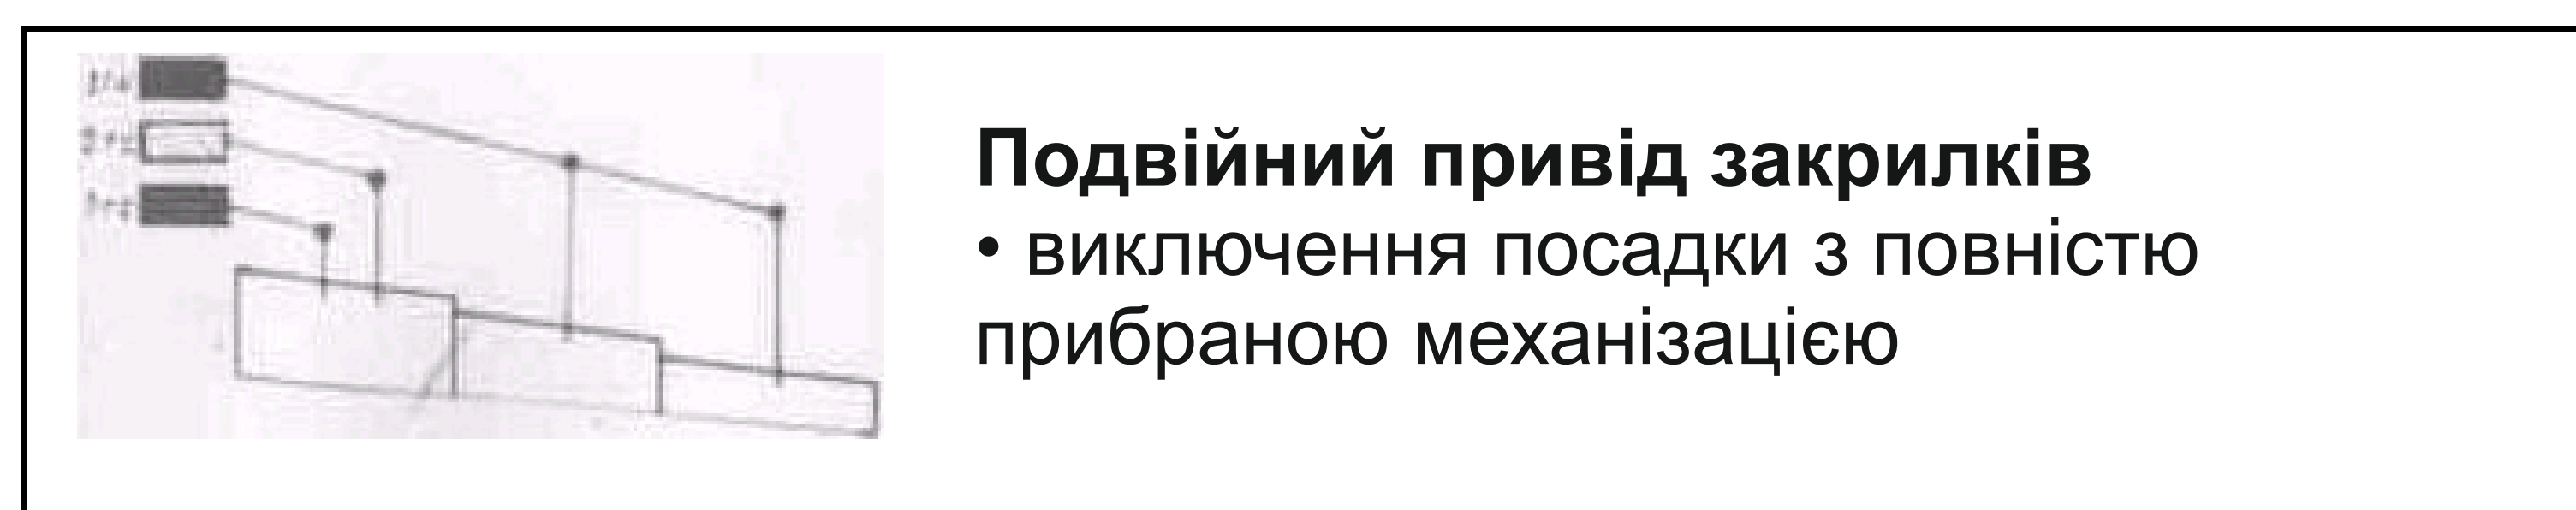 Подвійний привід закрилків
• виключення посадки з повністю
прибраною механізацією